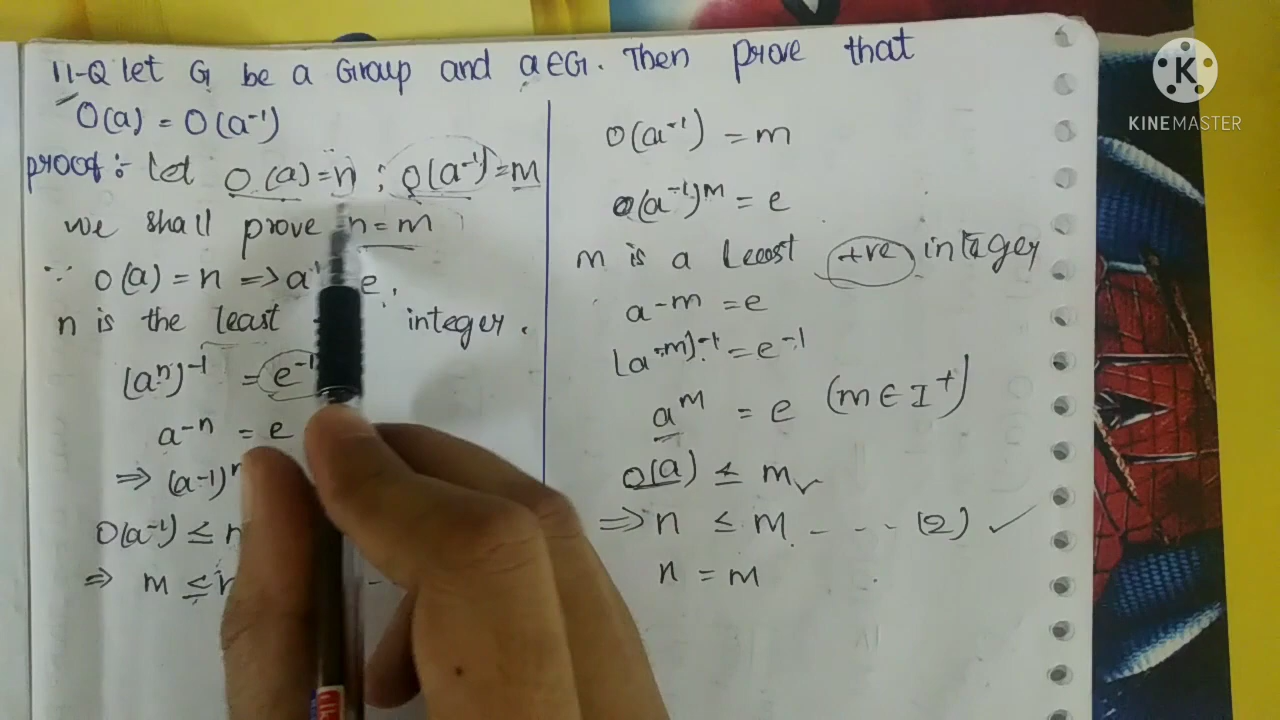 11-Q let G be a Group and a∈G. Then prove that
O(a) = O(a⁻¹)
proof :- Let O(a)=n ; O(a⁻¹)=m
we shall prove n=m
∵ O(a) = n => a e,
n is the least integer.
(aⁿ)⁻¹ = e⁻¹
a⁻ⁿ = e
=> (a-1)ⁿ
O(a⁻¹) ≤ n
=> m ≤ n
O(a⁻¹) = m
(a⁻¹)ᵐ = e
m is a Least +ve integer
a-m = e
(a-m)-1 = e-1
aᵐ = e (m∈I⁺)
O(a) ≤ m
=> n ≤ m. - - - (2) ✓
n = m
K
KINEMASTER